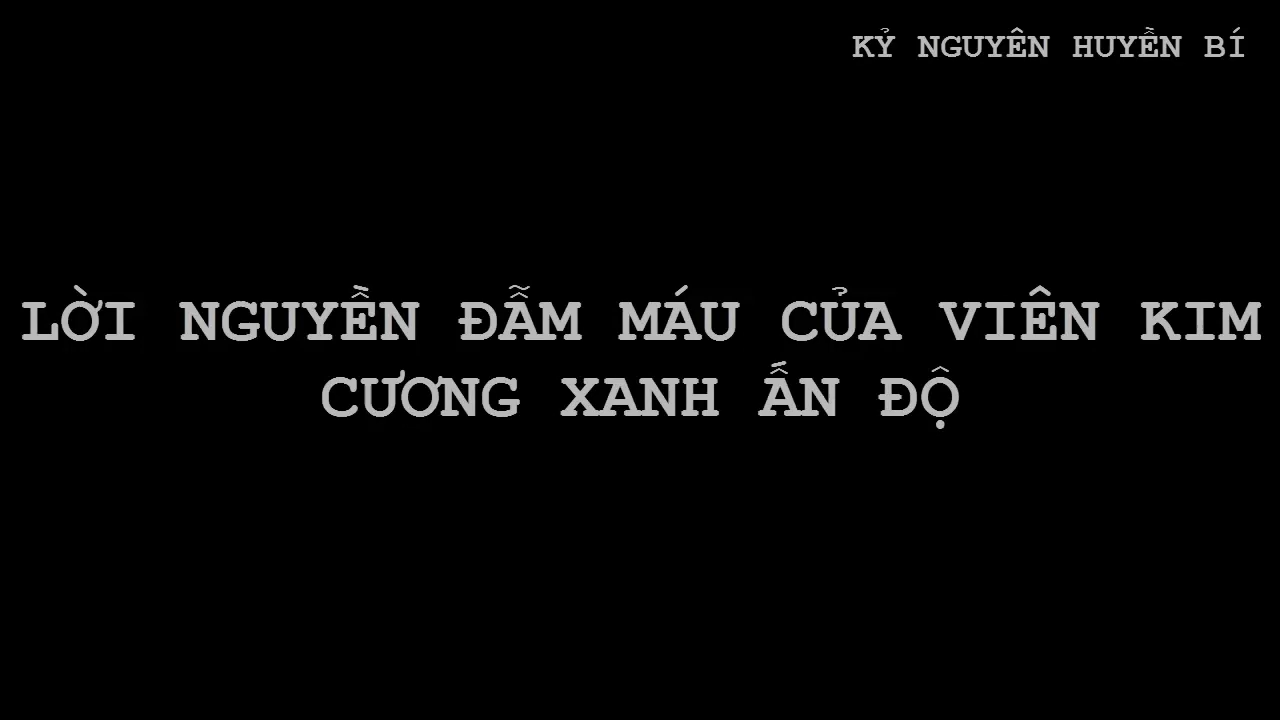 KỶ NGUYÊN HUYỀN BÍ
LỜI NGUYỀN ĐẪM MÁU CỦA VIÊN KIM
CƯƠNG XANH ẤN ĐỘ